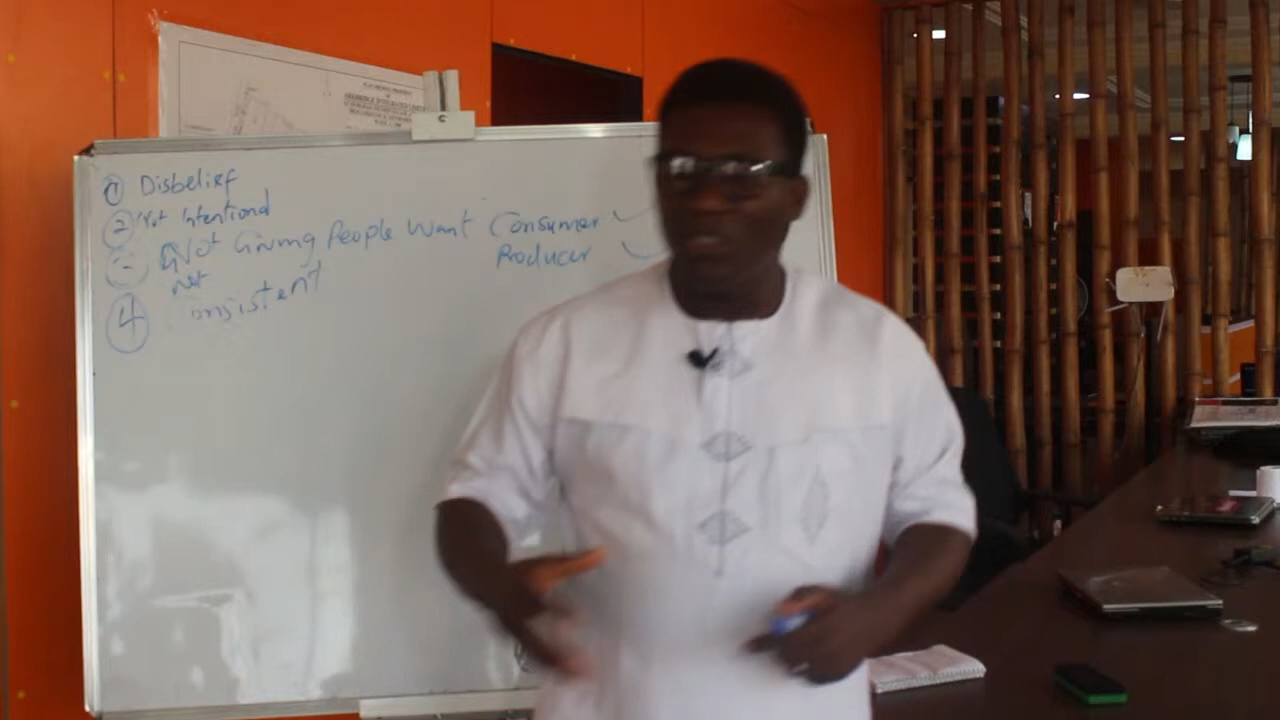 ① Disbelief
② Not Intentional
Not Giving People Want Consumer
Producer
④ not
Consistent